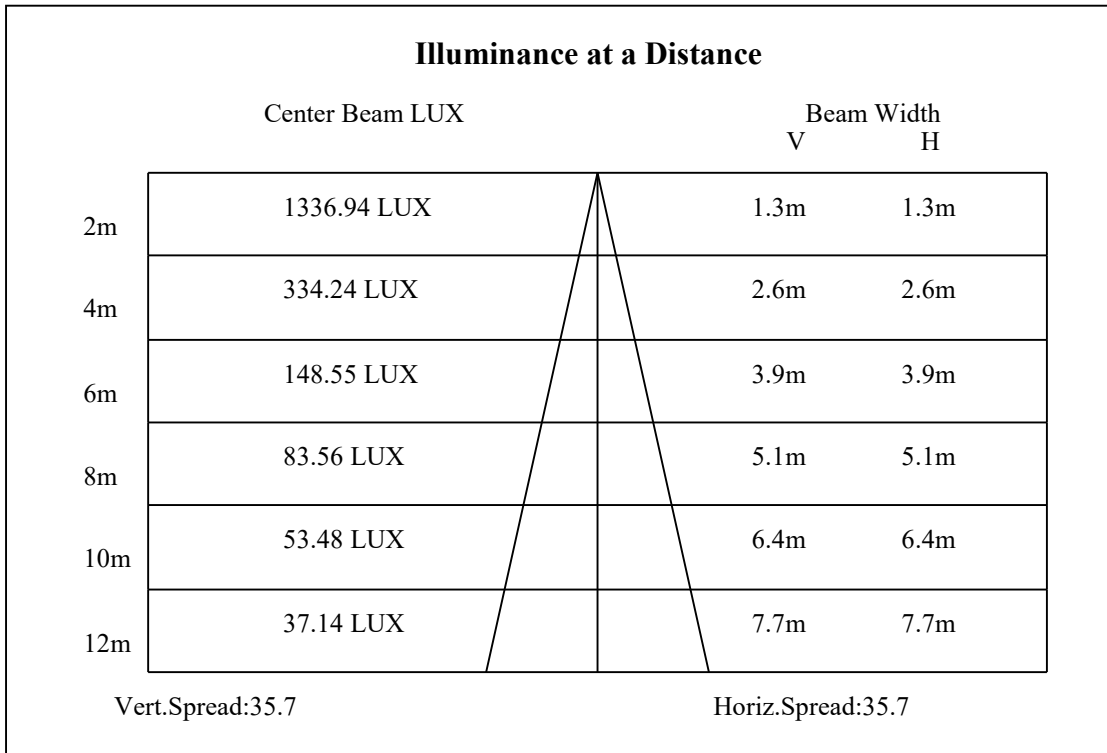 Illuminance at a Distance
Center Beam LUX Beam Width
V H
2m 1336.94 LUX 1.3m 1.3m
4m 334.24 LUX 2.6m 2.6m
6m 148.55 LUX 3.9m 3.9m
8m 83.56 LUX 5.1m 5.1m
10m 53.48 LUX 6.4m 6.4m
12m 37.14 LUX 7.7m 7.7m
Vert.Spread:35.7 Horiz.Spread:35.7